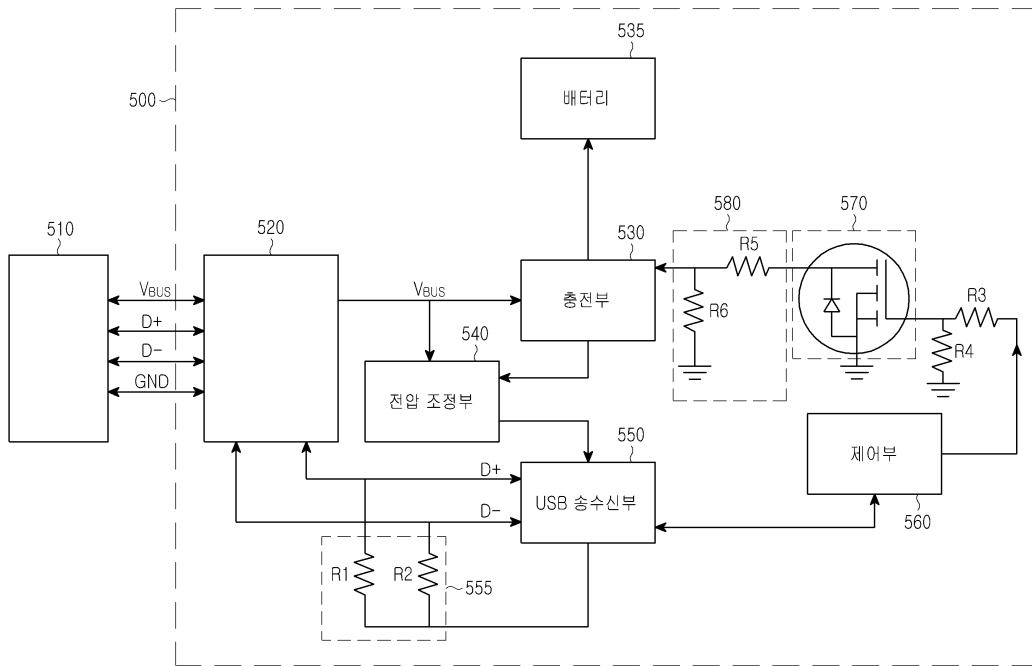 500
535
배터리
510
520
530
580
570
VBUS
D+
D-
GND
VBUS
충전부
R5
R6
R3
R4
540
전압 조정부
550
D+
D-
USB 송수신부
제어부
560
R1
R2
555